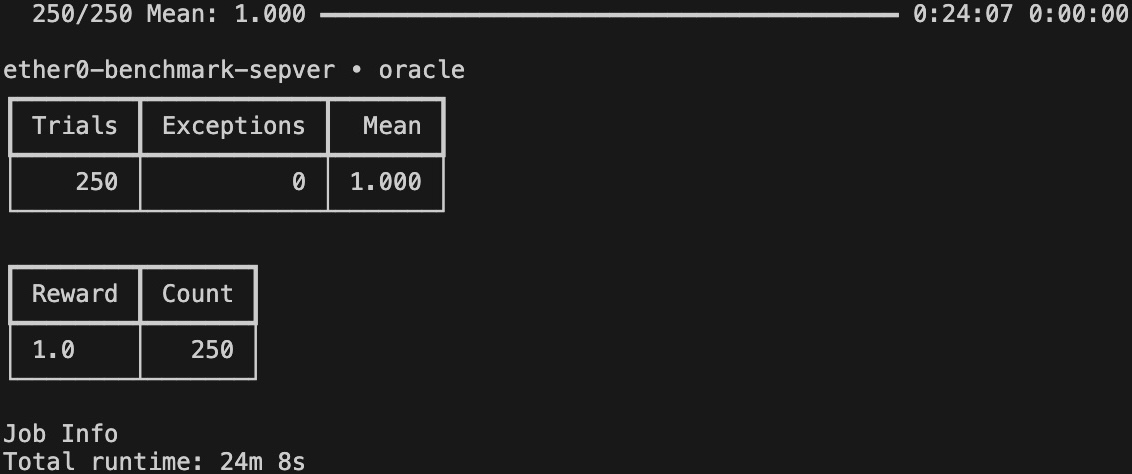 250/250 Mean: 1.000 0:24:07 0:00:00
ether0-benchmark-sepver • oracle
Trials Exceptions Mean
250 0 1.000
Reward Count
1.0 250
Job Info
Total runtime: 24m 8s